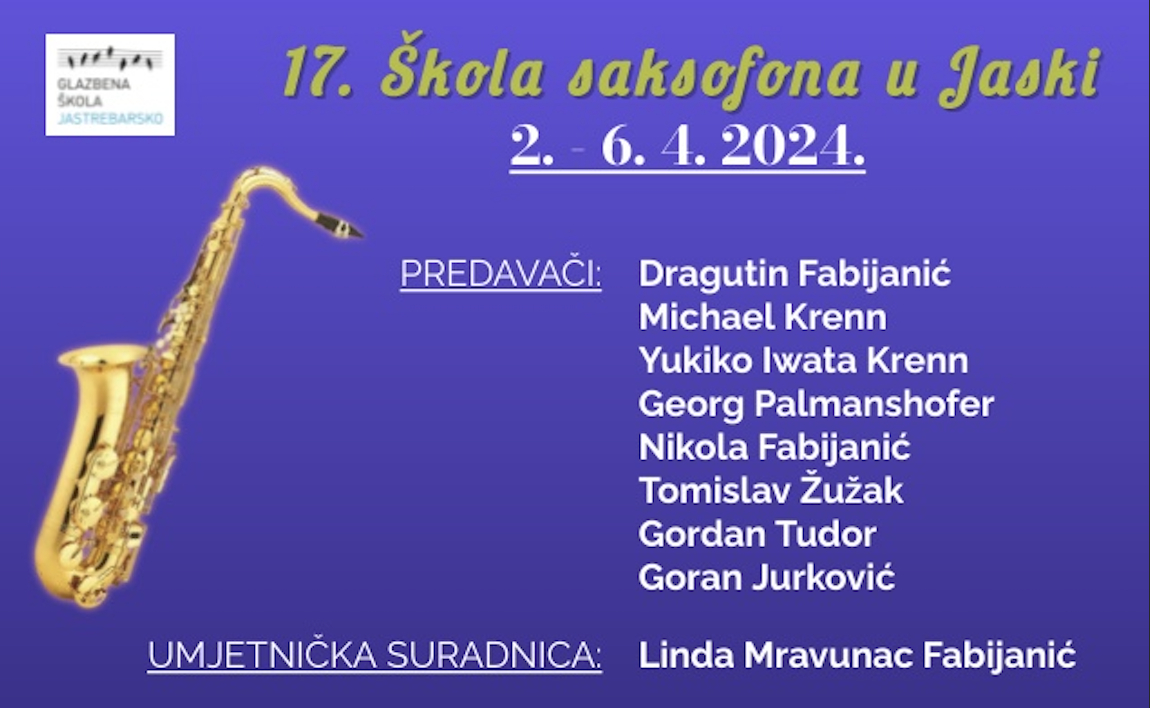 GLAZBENA
ŠKOLA
JASTREBARSKO
17. Škola saksofona u Jaski
2. - 6. 4. 2024.
PREDAVAČI: Dragutin Fabijanić
Michael Krenn
Yukiko Iwata Krenn
Georg Palmanshofer
Nikola Fabijanić
Tomislav Žužak
Gordan Tudor
Goran Jurković
UMJETNIČKA SURADNICA: Linda Mravunac Fabijanić